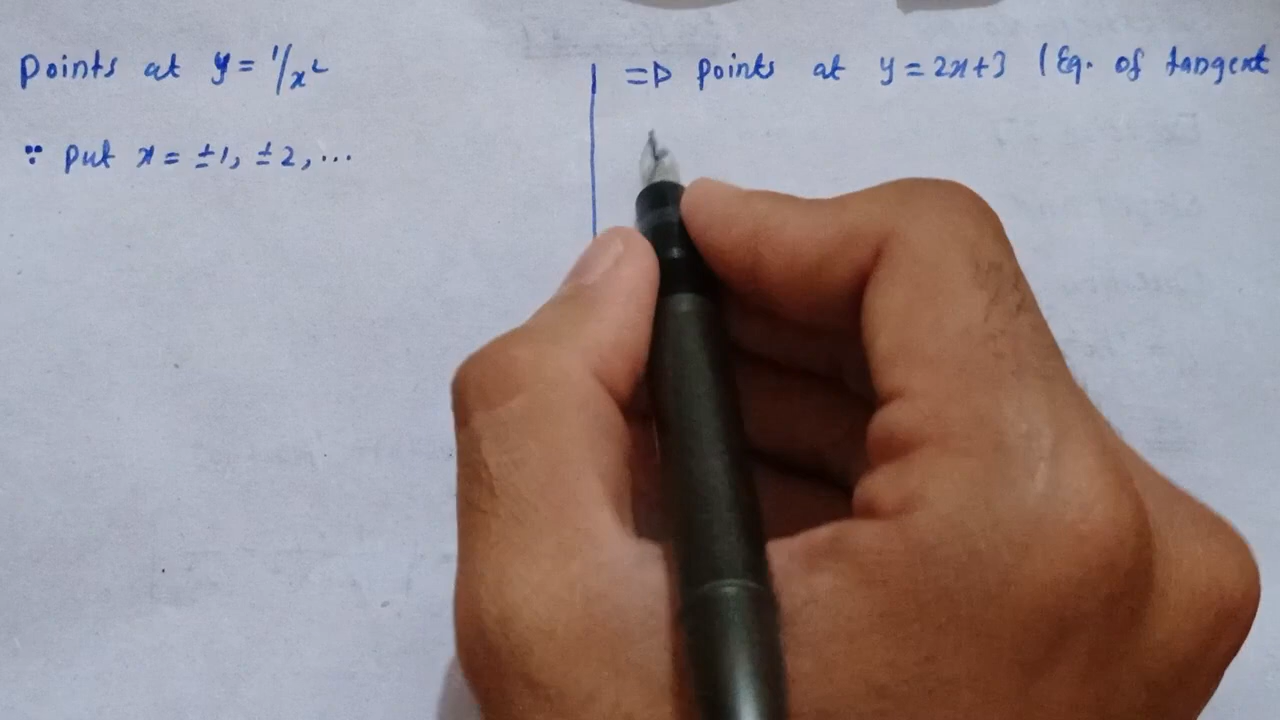 points at y = 1/x²
∵ put x = ±1, ±2, ...
=> points at y = 2x+3 (Eq. of tangent